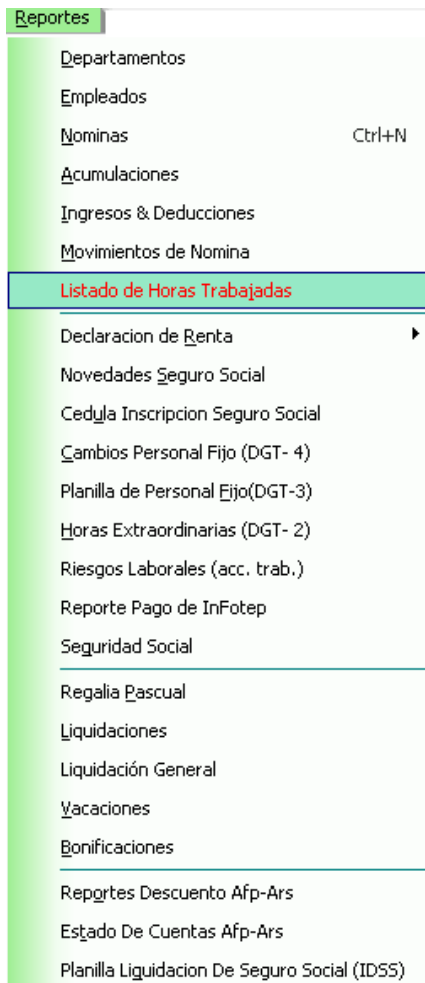 Reportes
Departamentos
Empleados
Nominas Ctrl+N
Acumulaciones
Ingresos & Deducciones
Movimientos de Nomina
Listado de Horas Trabajadas
Declaracion de Renta
Novedades Seguro Social
Cedula Inscripcion Seguro Social
Cambios Personal Fijo (DGT- 4)
Planilla de Personal Fijo(DGT-3)
Horas Extraordinarias (DGT- 2)
Riesgos Laborales (acc. trab.)
Reporte Pago de InFotep
Seguridad Social
Regalia Pascual
Liquidaciones
Liquidación General
Vacaciones
Bonificaciones
Reportes Descuento Afp-Ars
Estado De Cuentas Afp-Ars
Planilla Liquidacion De Seguro Social (IDSS)